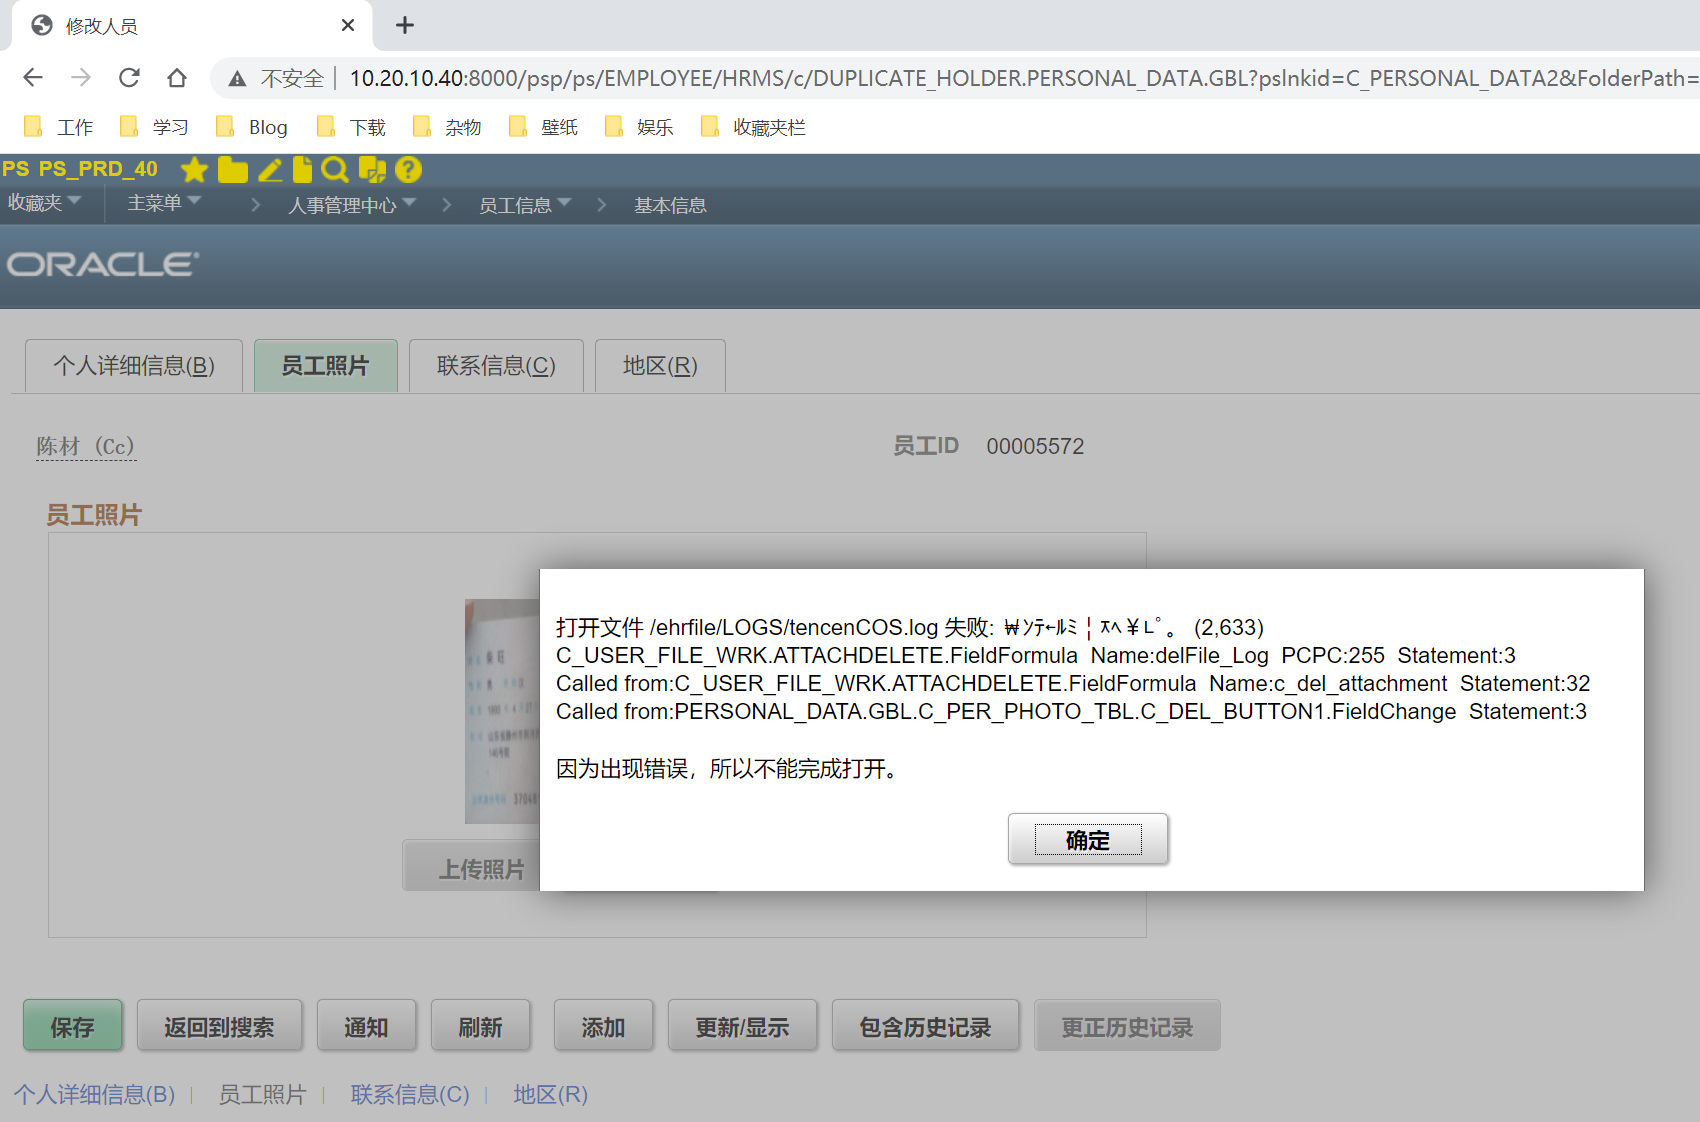 修改人员
不安全 | 10.20.10.40:8000/psp/ps/EMPLOYEE/HRMS/c/DUPLICATE_HOLDER.PERSONAL_DATA.GBL?pslnkid=C_PERSONAL_DATA2&FolderPath=
工作 学习 Blog 下载 杂物 壁纸 娱乐 收藏夹栏
PS PS_PRD_40
收藏夹 主菜单 > 人事管理中心 > 员工信息 > 基本信息
ORACLE
个人详细信息(B) 员工照片 联系信息(C) 地区(R)
陈材 (Cc) 员工ID 00005572
员工照片
打开文件 /ehrfile/LOGS/tencenCOS.log 失败: ₩ｿﾃ←ﾙﾐ¦ㅈﾍ¥ㄴﾟ。 (2,633)
C_USER_FILE_WRK.ATTACHDELETE.FieldFormula Name:delFile_Log PCPC:255 Statement:3
Called from:C_USER_FILE_WRK.ATTACHDELETE.FieldFormula Name:c_del_attachment Statement:32
Called from:PERSONAL_DATA.GBL.C_PER_PHOTO_TBL.C_DEL_BUTTON1.FieldChange Statement:3
因为出现错误，所以不能完成打开。
确定
上传照片
保存 返回到搜索 通知 刷新 添加 更新/显示 包含历史记录 更正历史记录
个人详细信息(B) | 员工照片 | 联系信息(C) | 地区(R)